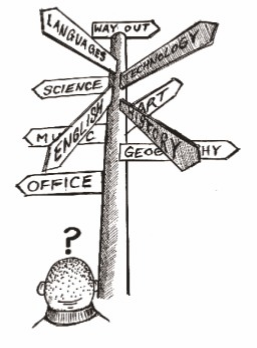 WAY OUT
LANGUAGES
TECHNOLOGY
SCIENCE
ART
ENGLISH
HISTORY
OFFICE
?